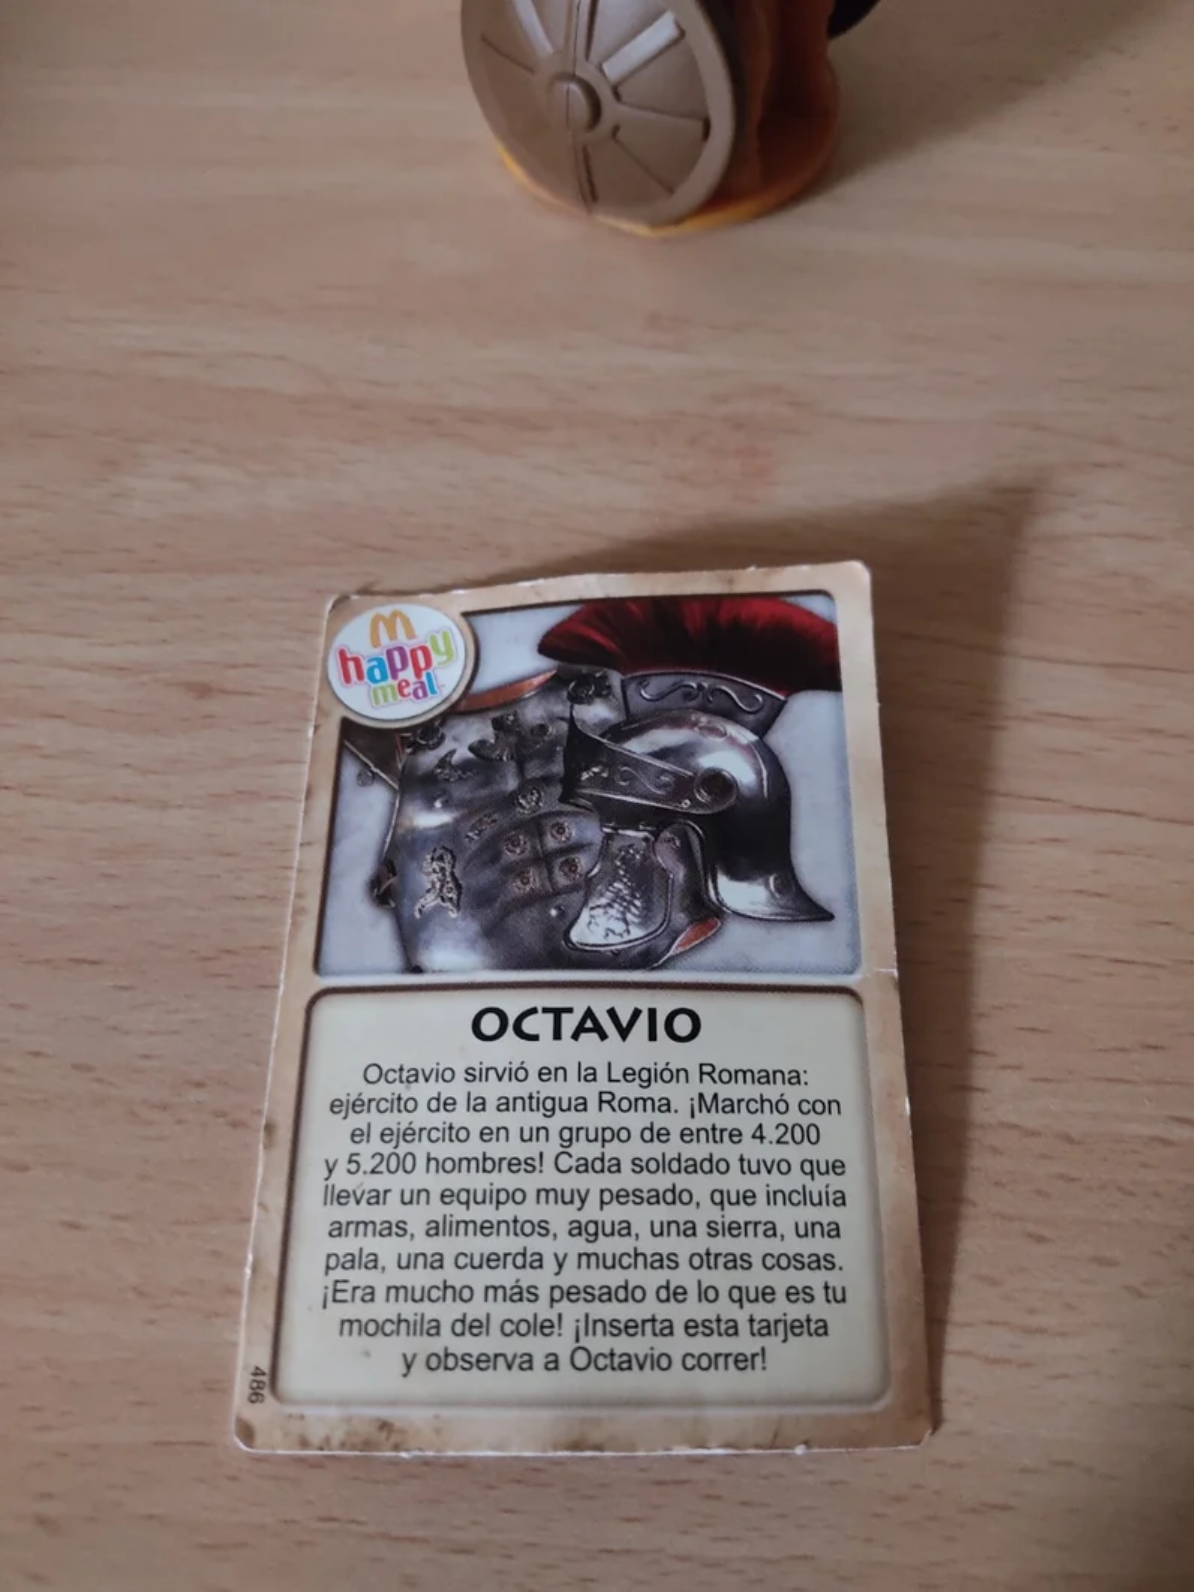 M
happy
meal
OCTAVIO
Octavio sirvió en la Legión Romana:
ejército de la antigua Roma. ¡Marchó con
el ejército en un grupo de entre 4.200
y 5.200 hombres! Cada soldado tuvo que
llevar un equipo muy pesado, que incluía
armas, alimentos, agua, una sierra, una
pala, una cuerda y muchas otras cosas.
¡Era mucho más pesado de lo que es tu
mochila del cole! ¡Inserta esta tarjeta
y observa a Octavio correr!
486